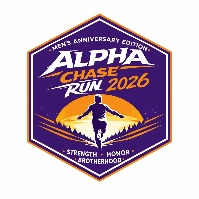 • MEN'S ANNIVERSARY EDITION •
ALPHA
CHASE
RUN 2026
• STRENGTH • HONOR •
BROTHERHOOD •